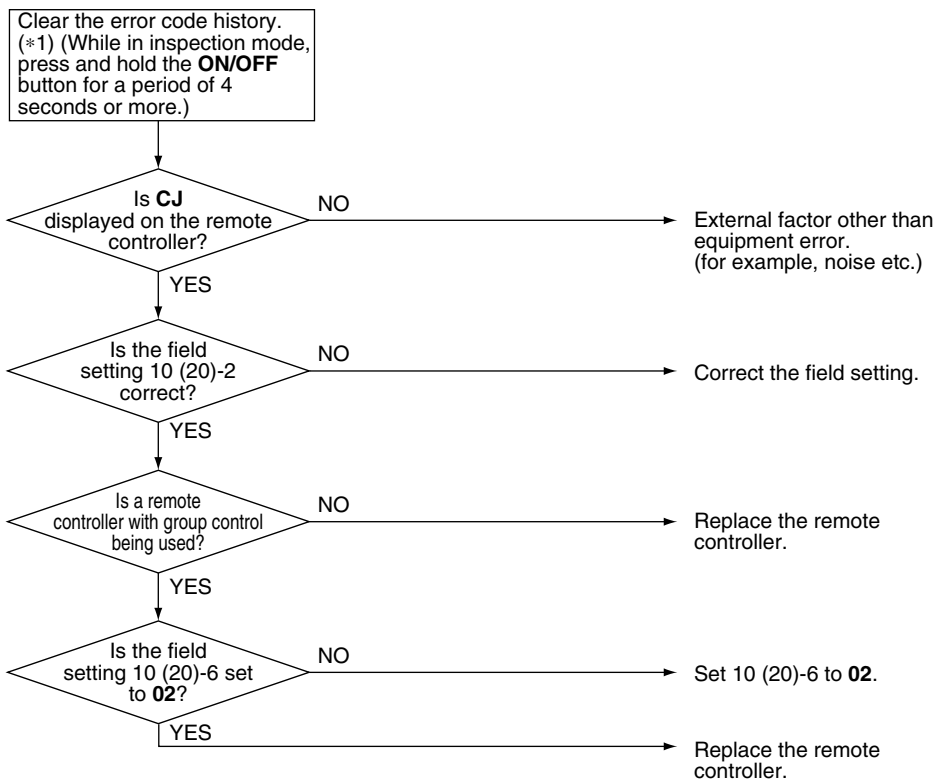 Clear the error code history.
(*1) (While in inspection mode,
press and hold the ON/OFF
button for a period of 4
seconds or more.)
Is CJ
displayed on the remote
controller?
NO
External factor other than
equipment error.
(for example, noise etc.)
YES
Is the field
setting 10 (20)-2
correct?
NO
Correct the field setting.
YES
Is a remote
controller with group control
being used?
NO
Replace the remote
controller.
YES
Is the field
setting 10 (20)-6 set
to 02?
NO
Set 10 (20)-6 to 02.
YES
Replace the remote
controller.